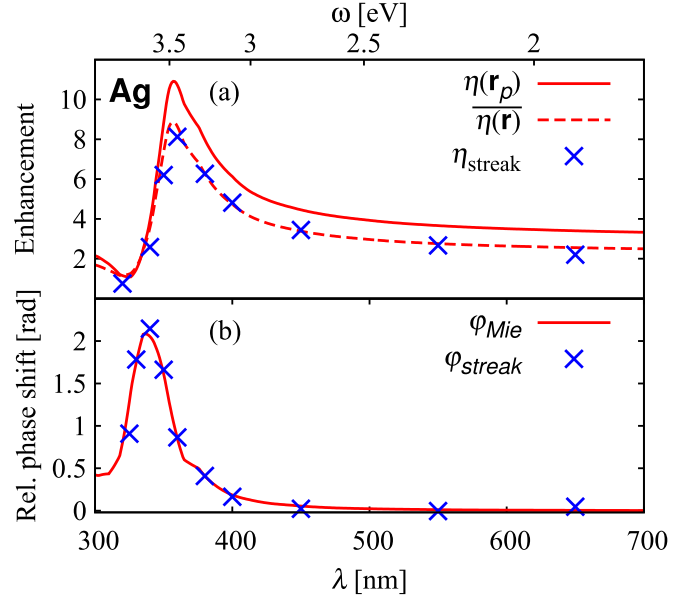 ω [eV]
3.5 3 2.5 2
Ag (a)
η(r_p)
η(r)
η_streak
Enhancement
10
8
6
4
2
(b)
φ_Mie
φ_streak
Rel. phase shift [rad]
2
1.5
1
0.5
0
300 400 500 600 700
λ [nm]